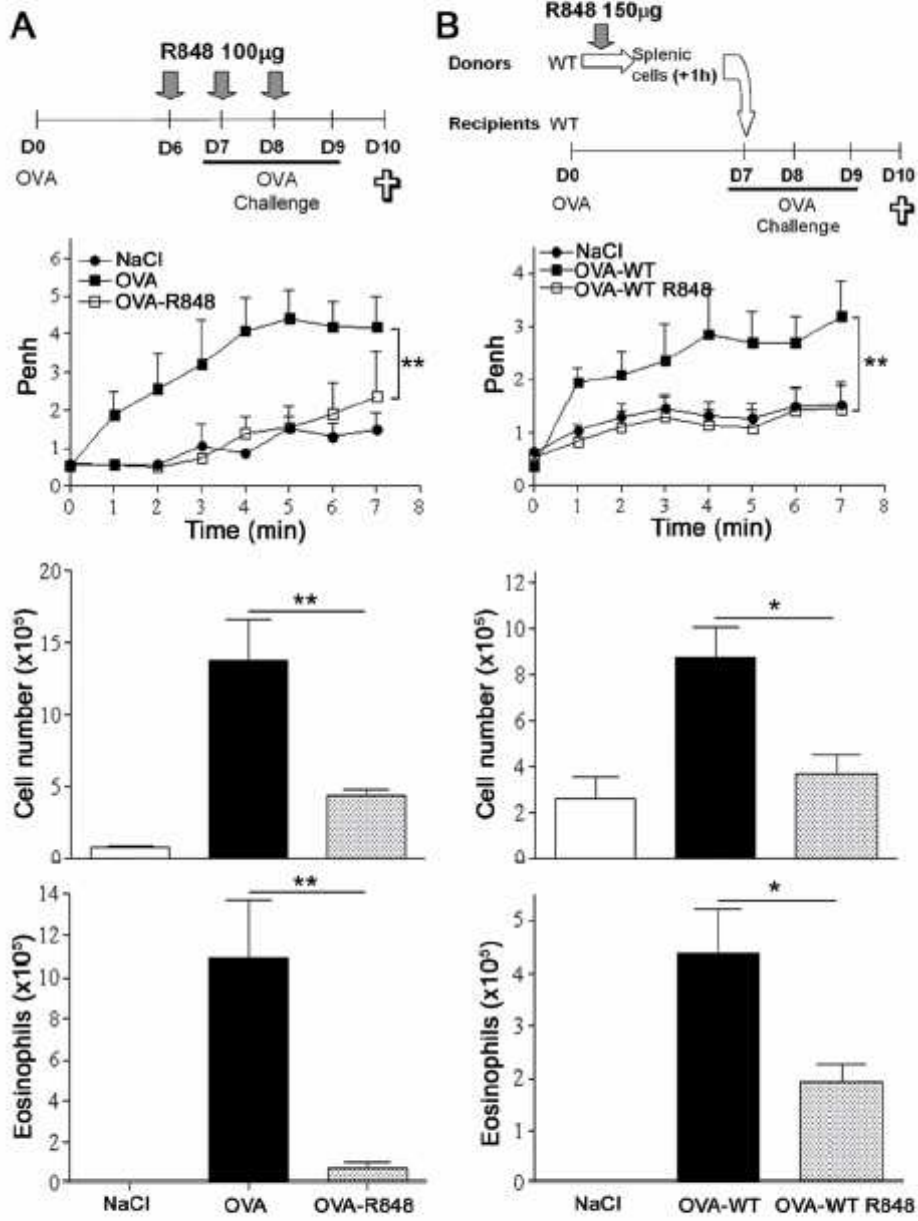 A
R848 100µg
D0 D6 D7 D8 D9 D10
OVA
OVA
Challenge
NaCl
OVA
OVA-R848
Penh
6
5
4
3
2
1
0
**
0 1 2 3 4 5 6 7 8
Time (min)
Cell number (x10⁵)
20
15
10
5
0
**
Eosinophils (x10⁵)
14
12
10
8
6
4
2
0
**
NaCl OVA OVA-R848
B
R848 150µg
Donors WT Splenic
cells (+1h)
Recipients WT
D0 D7 D8 D9 D10
OVA
OVA
Challenge
NaCl
OVA-WT
OVA-WT R848
Penh
4
3
2
1
0
**
0 1 2 3 4 5 6 7 8
Time (min)
Cell number (x10⁵)
12
10
8
6
4
2
0
*
Eosinophils (x10⁵)
5
4
3
2
1
0
*
NaCl OVA-WT OVA-WT R848